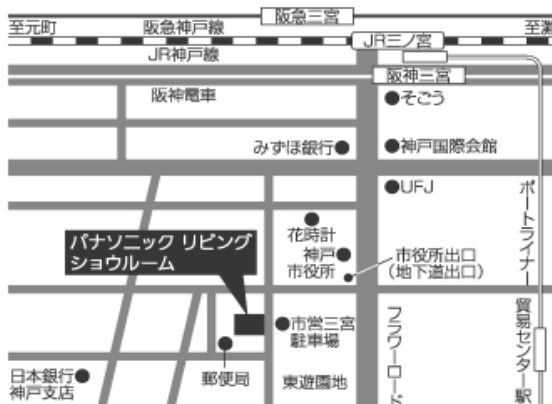 阪急三宮
至元町
阪急神戸線
至灘
JR三ノ宮
JR神戸線
阪神三宮
阪神電車
●そごう
みずほ銀行●
●神戸国際会館
●UFJ
ポートライナー
花時計
神戸
市役所
市役所出口
(地下道出口)
パナソニック リビング
ショウルーム
●市営三宮
駐車場
フラワーロード
貿易センター駅
日本銀行●
神戸支店
郵便局
東遊園地